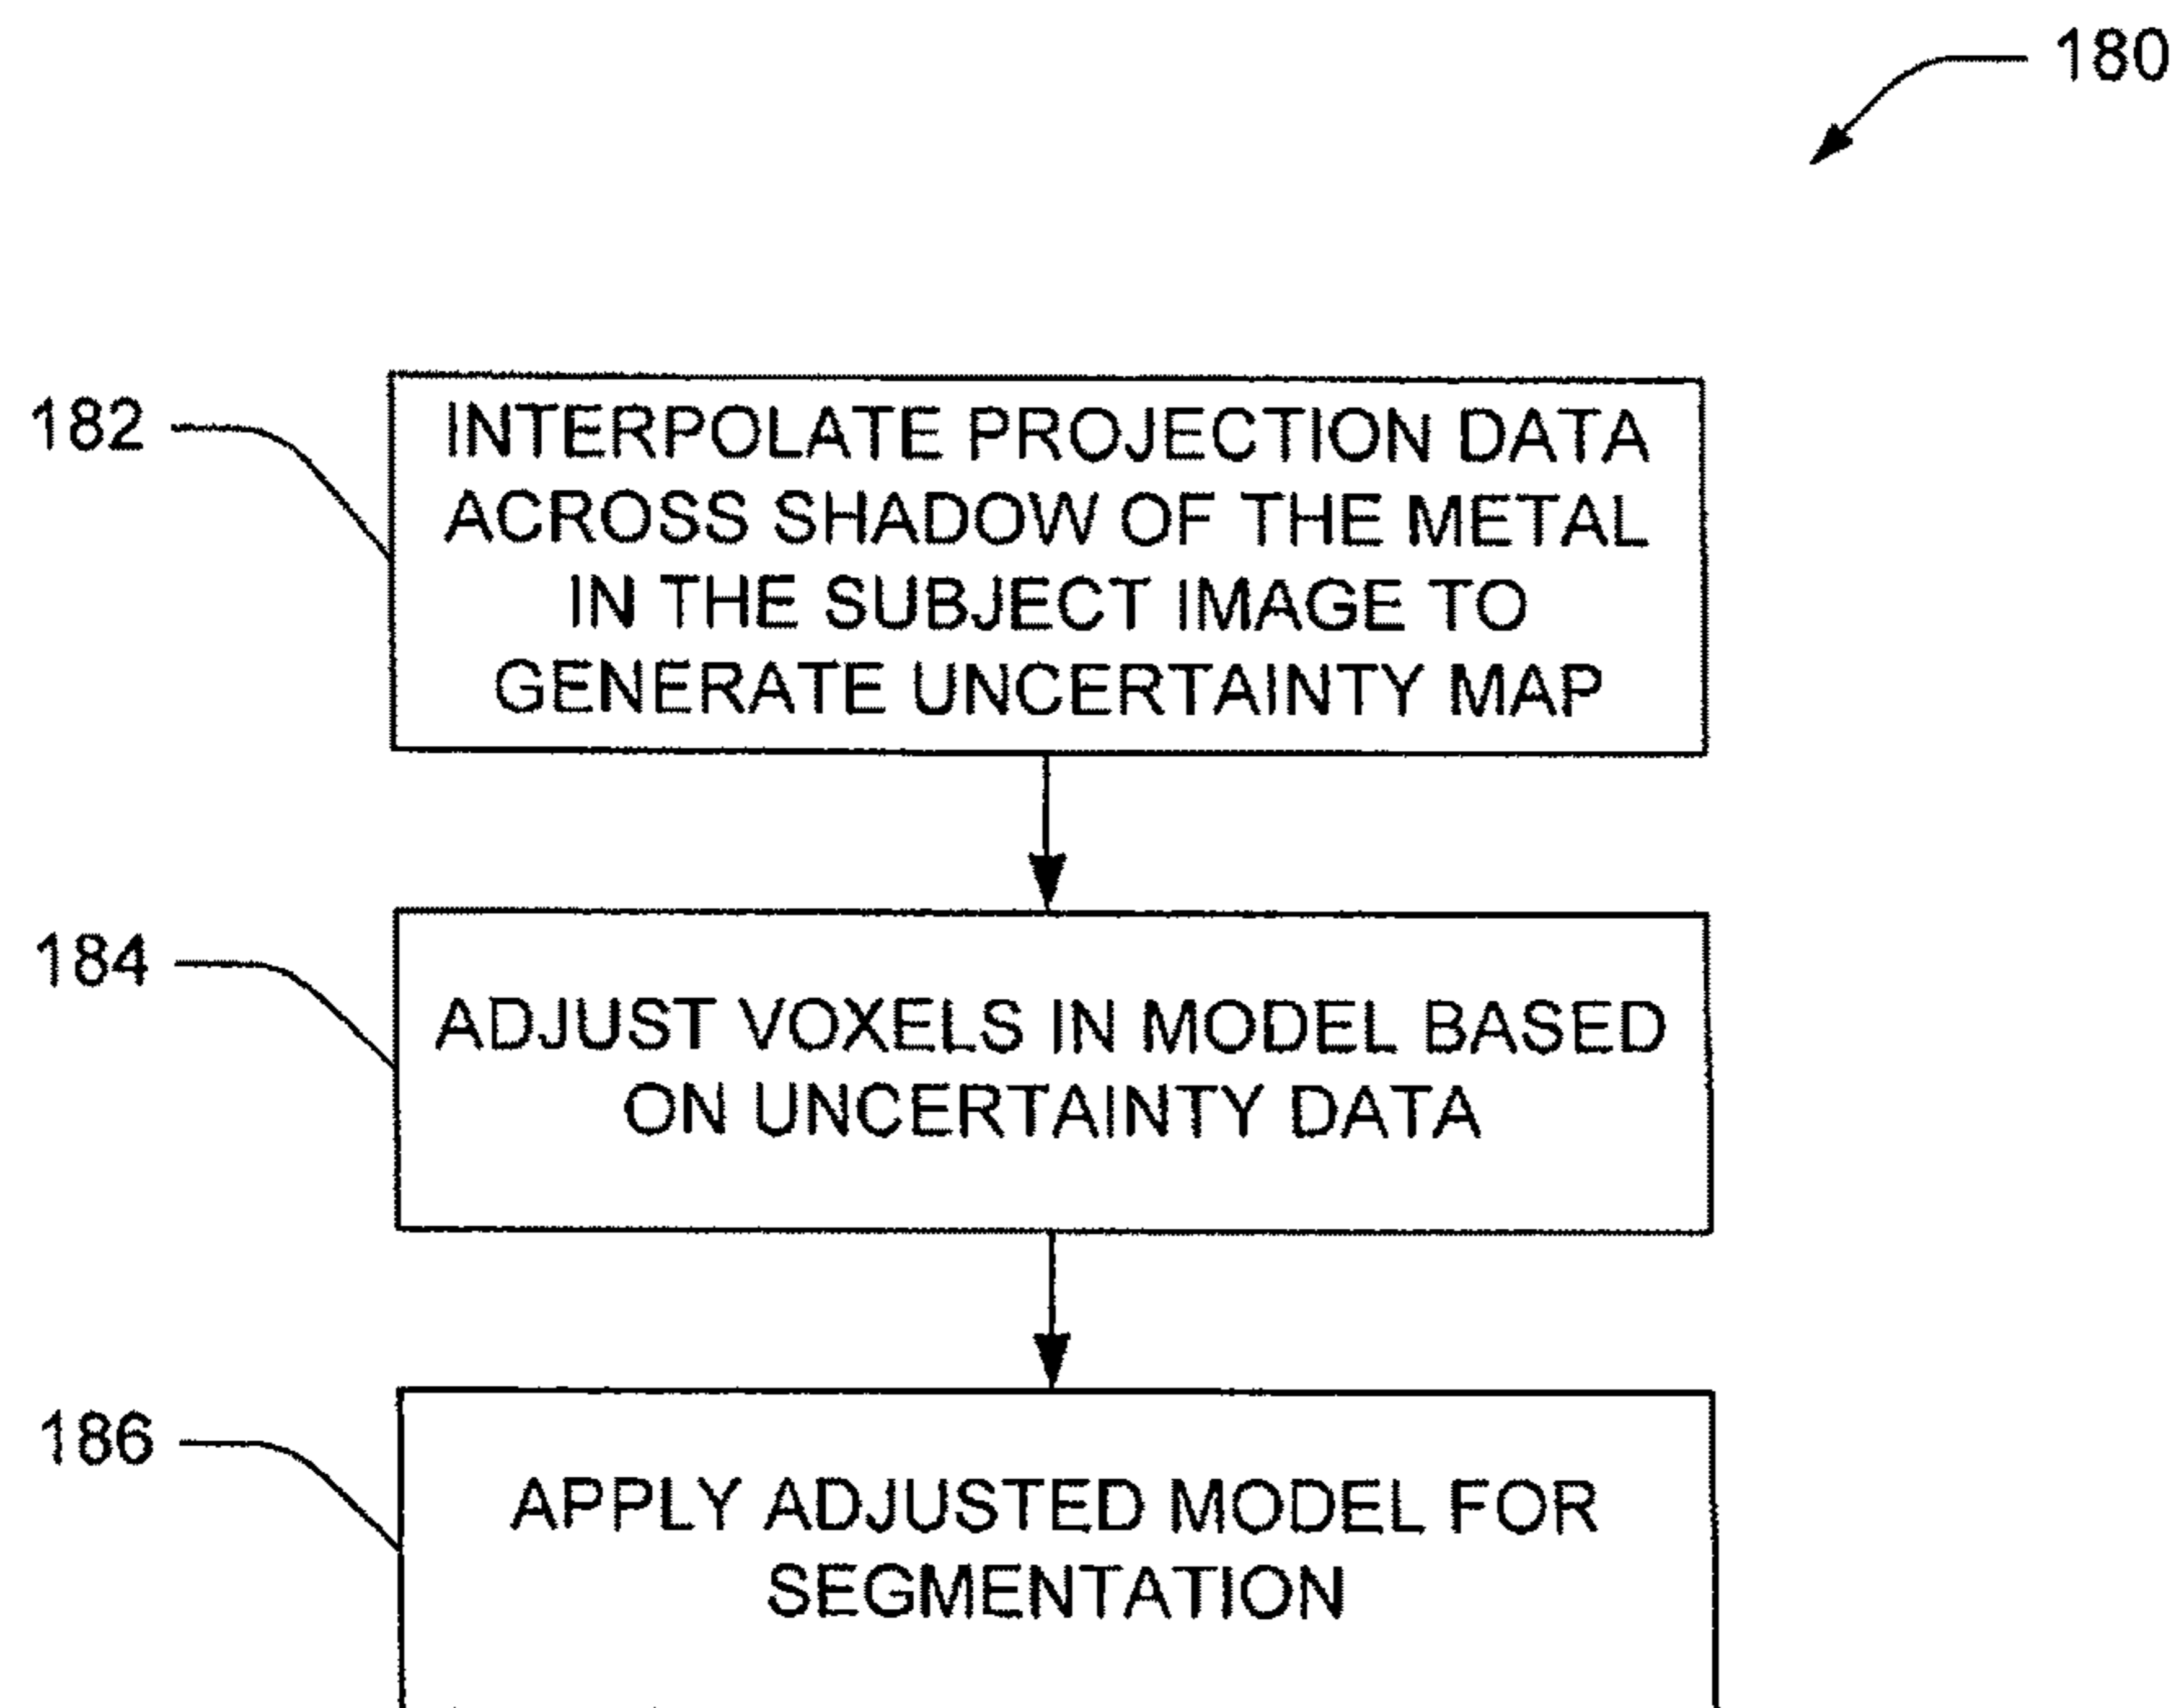 180
182
INTERPOLATE PROJECTION DATA
ACROSS SHADOW OF THE METAL
IN THE SUBJECT IMAGE TO
GENERATE UNCERTAINTY MAP
184
ADJUST VOXELS IN MODEL BASED
ON UNCERTAINTY DATA
186
APPLY ADJUSTED MODEL FOR
SEGMENTATION